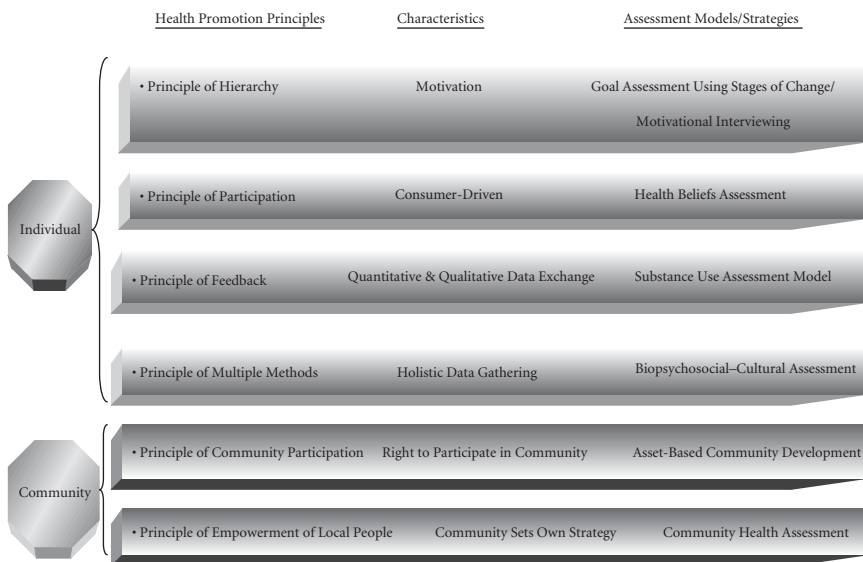 Health Promotion Principles Characteristics Assessment Models/Strategies
• Principle of Hierarchy Motivation Goal Assessment Using Stages of Change/
Motivational Interviewing
• Principle of Participation Consumer-Driven Health Beliefs Assessment
Individual
• Principle of Feedback Quantitative & Qualitative Data Exchange Substance Use Assessment Model
• Principle of Multiple Methods Holistic Data Gathering Biopsychosocial–Cultural Assessment
• Principle of Community Participation Right to Participate in Community Asset-Based Community Development
Community
• Principle of Empowerment of Local People Community Sets Own Strategy Community Health Assessment